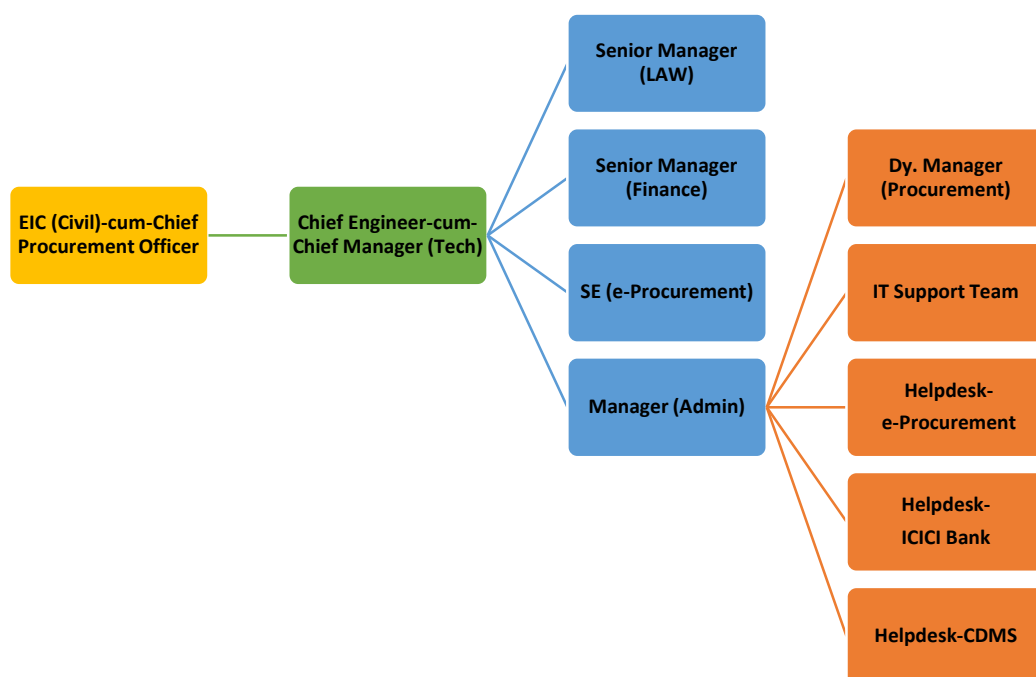 EIC (Civil)-cum-Chief
Procurement Officer
Chief Engineer-cum-
Chief Manager (Tech)
Senior Manager
(LAW)
Senior Manager
(Finance)
SE (e-Procurement)
Manager (Admin)
Dy. Manager
(Procurement)
IT Support Team
Helpdesk-
e-Procurement
Helpdesk-
ICICI Bank
Helpdesk-CDMS